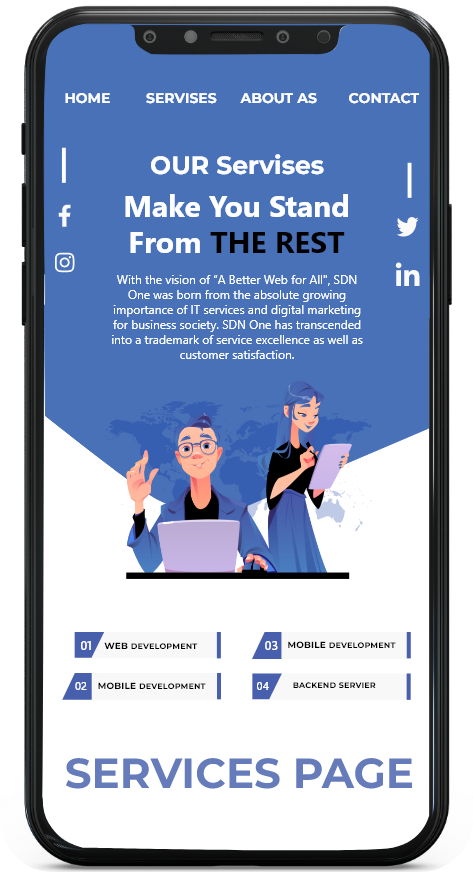 HOME SERVISES ABOUT AS CONTACT
OUR Servises
Make You Stand
From THE REST
With the vision of "A Better Web for All", SDN
One was born from the absolute growing
importance of IT services and digital marketing
for business society. SDN One has transcended
into a trademark of service excellence as well as
customer satisfaction.
01 WEB DEVELOPMENT
03 MOBILE DEVELOPMENT
02 MOBILE DEVELOPMENT
04 BACKEND SERVIER
SERVICES PAGE